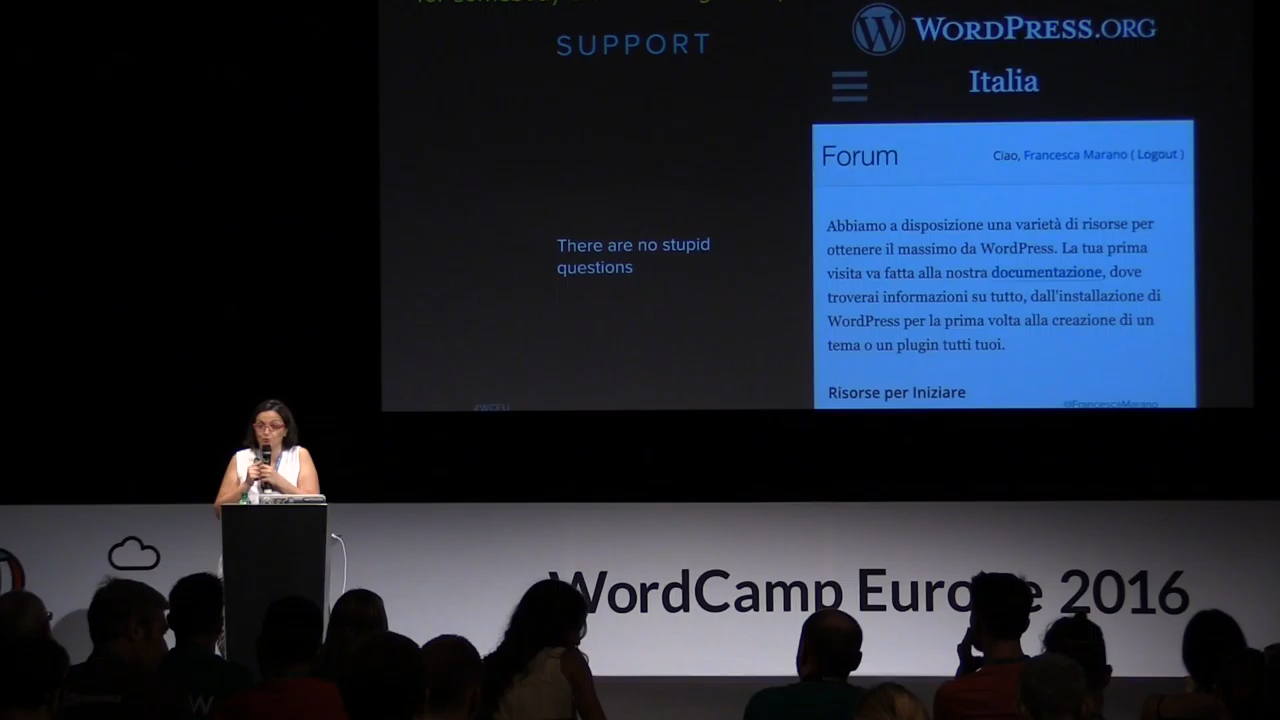 SUPPORT
There are no stupid
questions
WORDPRESS.ORG
Italia
Forum
Ciao, Francesca Marano ( Logout )
Abbiamo a disposizione una varietà di risorse per
ottenere il massimo da WordPress. La tua prima
visita va fatta alla nostra documentazione, dove
troverai informazioni su tutto, dall'installazione di
WordPress per la prima volta alla creazione di un
tema o un plugin tutti tuoi.
Risorse per Iniziare
@FrancescaMarano
WordCamp Europe 2016